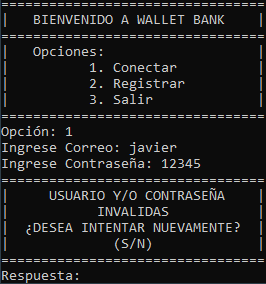 BIENVENIDO A WALLET BANK
Opciones:
1. Conectar
2. Registrar
3. Salir
Opción: 1
Ingrese Correo: javier
Ingrese Contraseña: 12345
USUARIO Y/O CONTRASEÑA
INVALIDAS
¿DESEA INTENTAR NUEVAMENTE?
(S/N)
Respuesta: